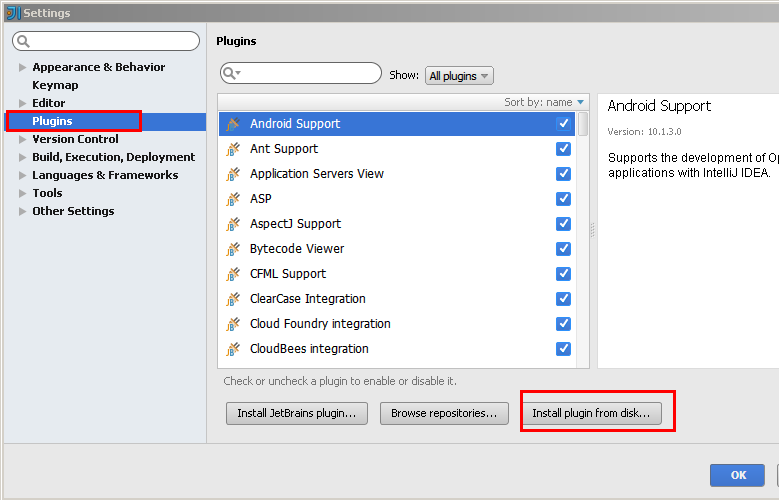 Settings
Appearance & Behavior
Keymap
Editor
Plugins
Version Control
Build, Execution, Deployment
Languages & Frameworks
Tools
Other Settings
Plugins
Show: All plugins
Sort by: name
Android Support
Ant Support
Application Servers View
ASP
AspectJ Support
Bytecode Viewer
CFML Support
ClearCase Integration
Cloud Foundry integration
CloudBees integration
Check or uncheck a plugin to enable or disable it.
Install JetBrains plugin... Browse repositories... Install plugin from disk...
Android Support
Version: 10.1.3.0
Supports the development of Op
applications with IntelliJ IDEA.
OK